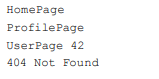 HomePage
ProfilePage
UserPage 42
404 Not Found